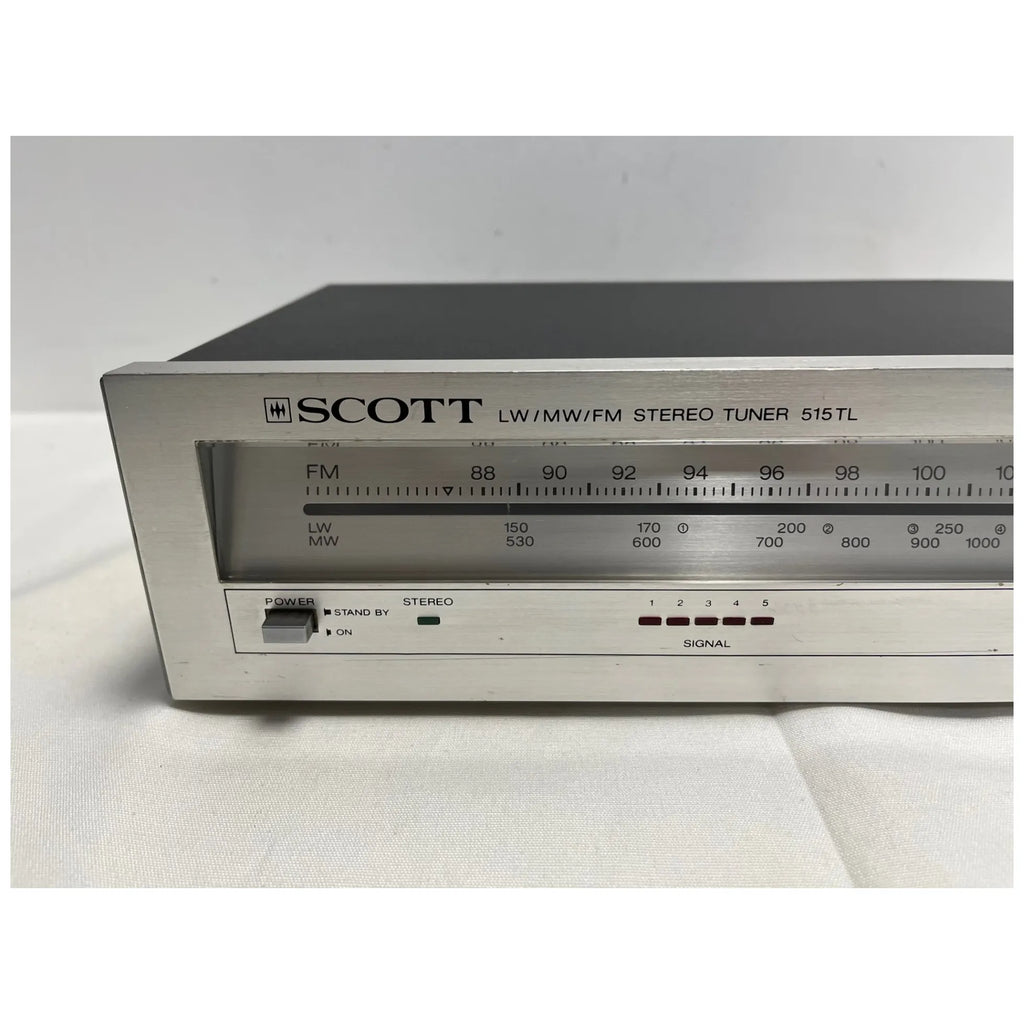 SCOTT LW/MW/FM STEREO TUNER 515TL
FM 88 90 92 94 96 98 100
LW 150 170 ① 200 ② ③ 250 ④
MW 530 600 700 800 900 1000
POWER STAND BY ON
STEREO
1 2 3 4 5
SIGNAL